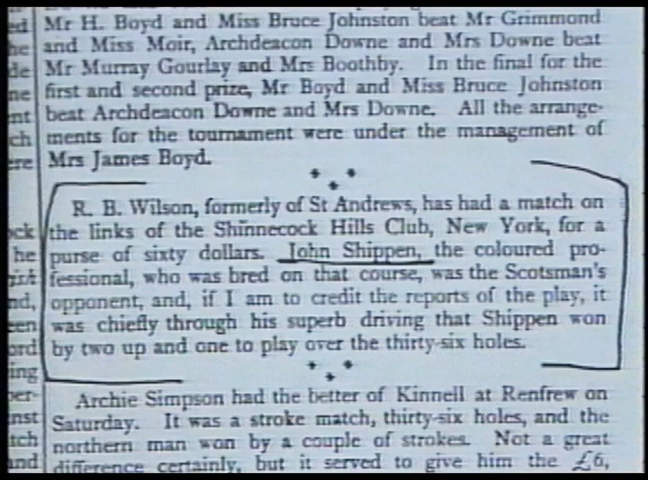 Mr H. Boyd and Miss Bruce Johnston beat Mr Grimmond
and Miss Moir, Archdeacon Downe and Mrs Downe beat
Mr Murray Gourlay and Mrs Boothby. In the final for the
first and second prize, Mr Boyd and Miss Bruce Johnston
beat Archdeacon Downe and Mrs Downe. All the arrange-
ments for the tournament were under the management of
Mrs James Boyd.
R. B. Wilson, formerly of St Andrews, has had a match on
the links of the Shinnecock Hills Club, New York, for a
purse of sixty dollars. John Shippen, the coloured pro-
fessional, who was bred on that course, was the Scotsman's
opponent, and, if I am to credit the reports of the play, it
was chiefly through his superb driving that Shippen won
by two up and one to play over the thirty-six holes.
Archie Simpson had the better of Kinnell at Renfrew on
Saturday. It was a stroke match, thirty-six holes, and the
northern man won by a couple of strokes. Not a great
difference certainly, but it served to give him the £6,